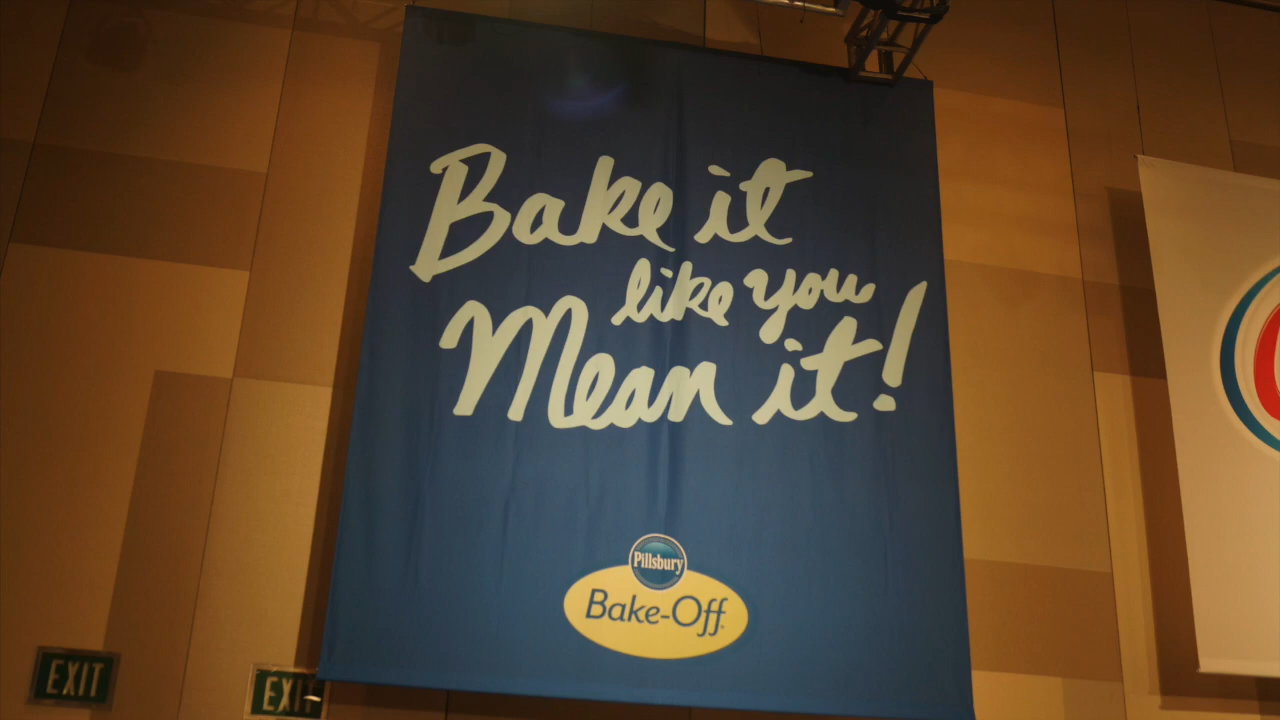 Bake it
like you
Mean it!
Pillsbury
Bake-Off
EXIT
EXIT